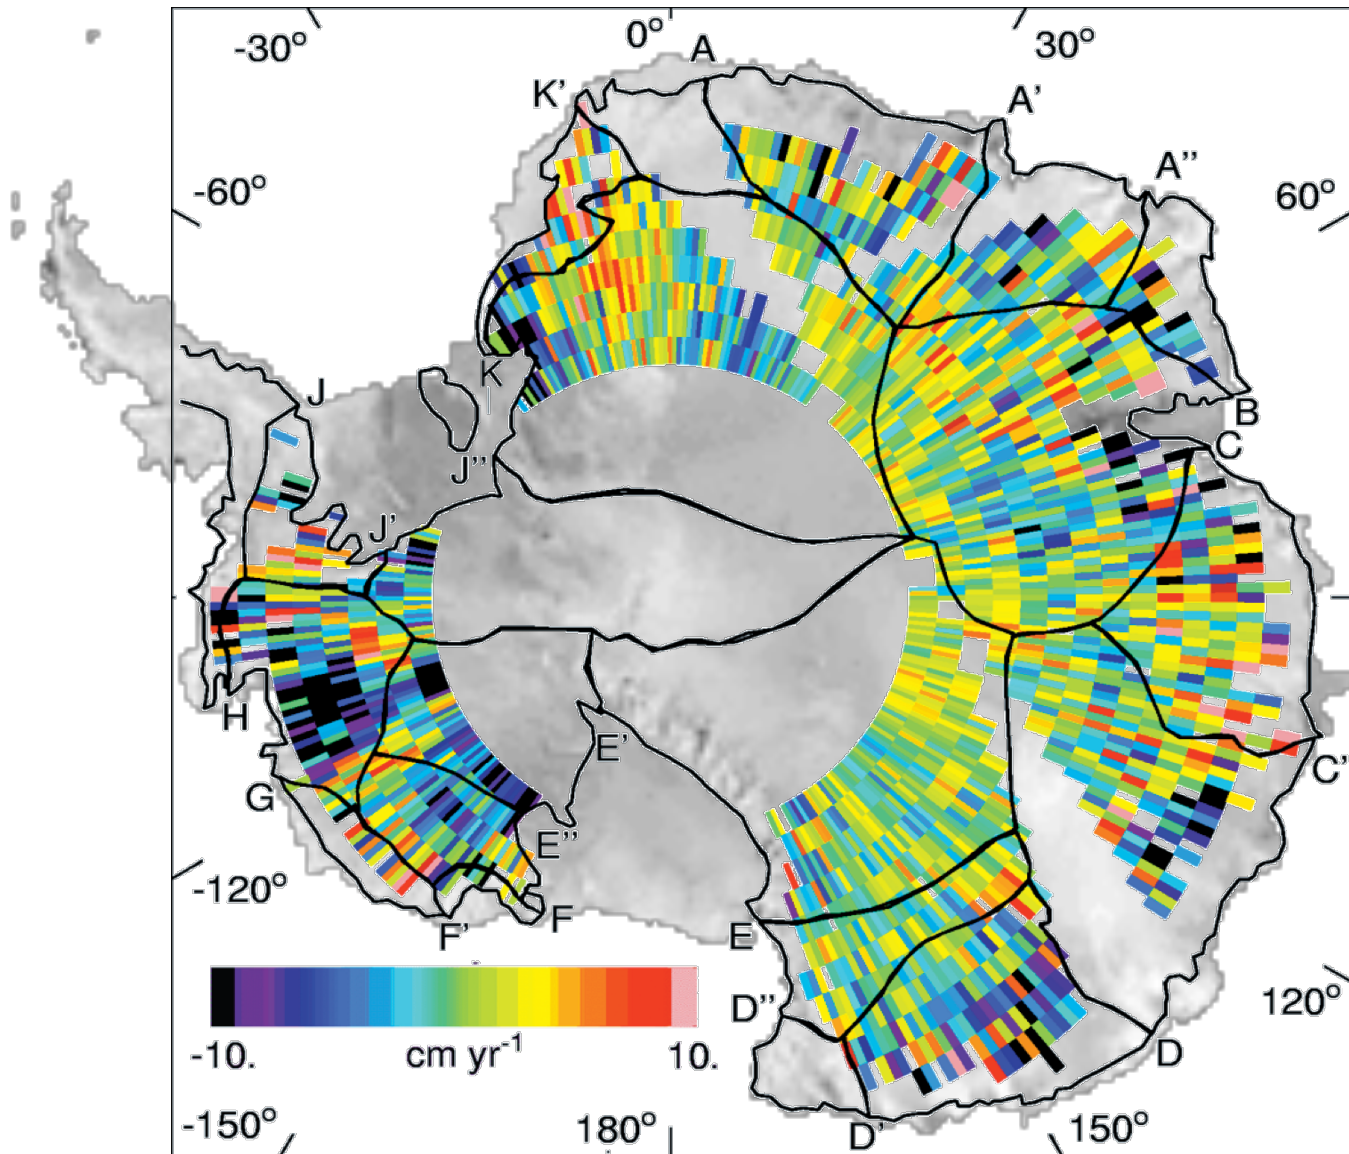 -30° 0° A 30°
K' A'
A"
-60° 60°
K
J B
C
J"
J'
H E'
G C'
E"
-120° F
F' E
D"
120°
-10. cm yr-1 10. D
-150° 180° D' 150°